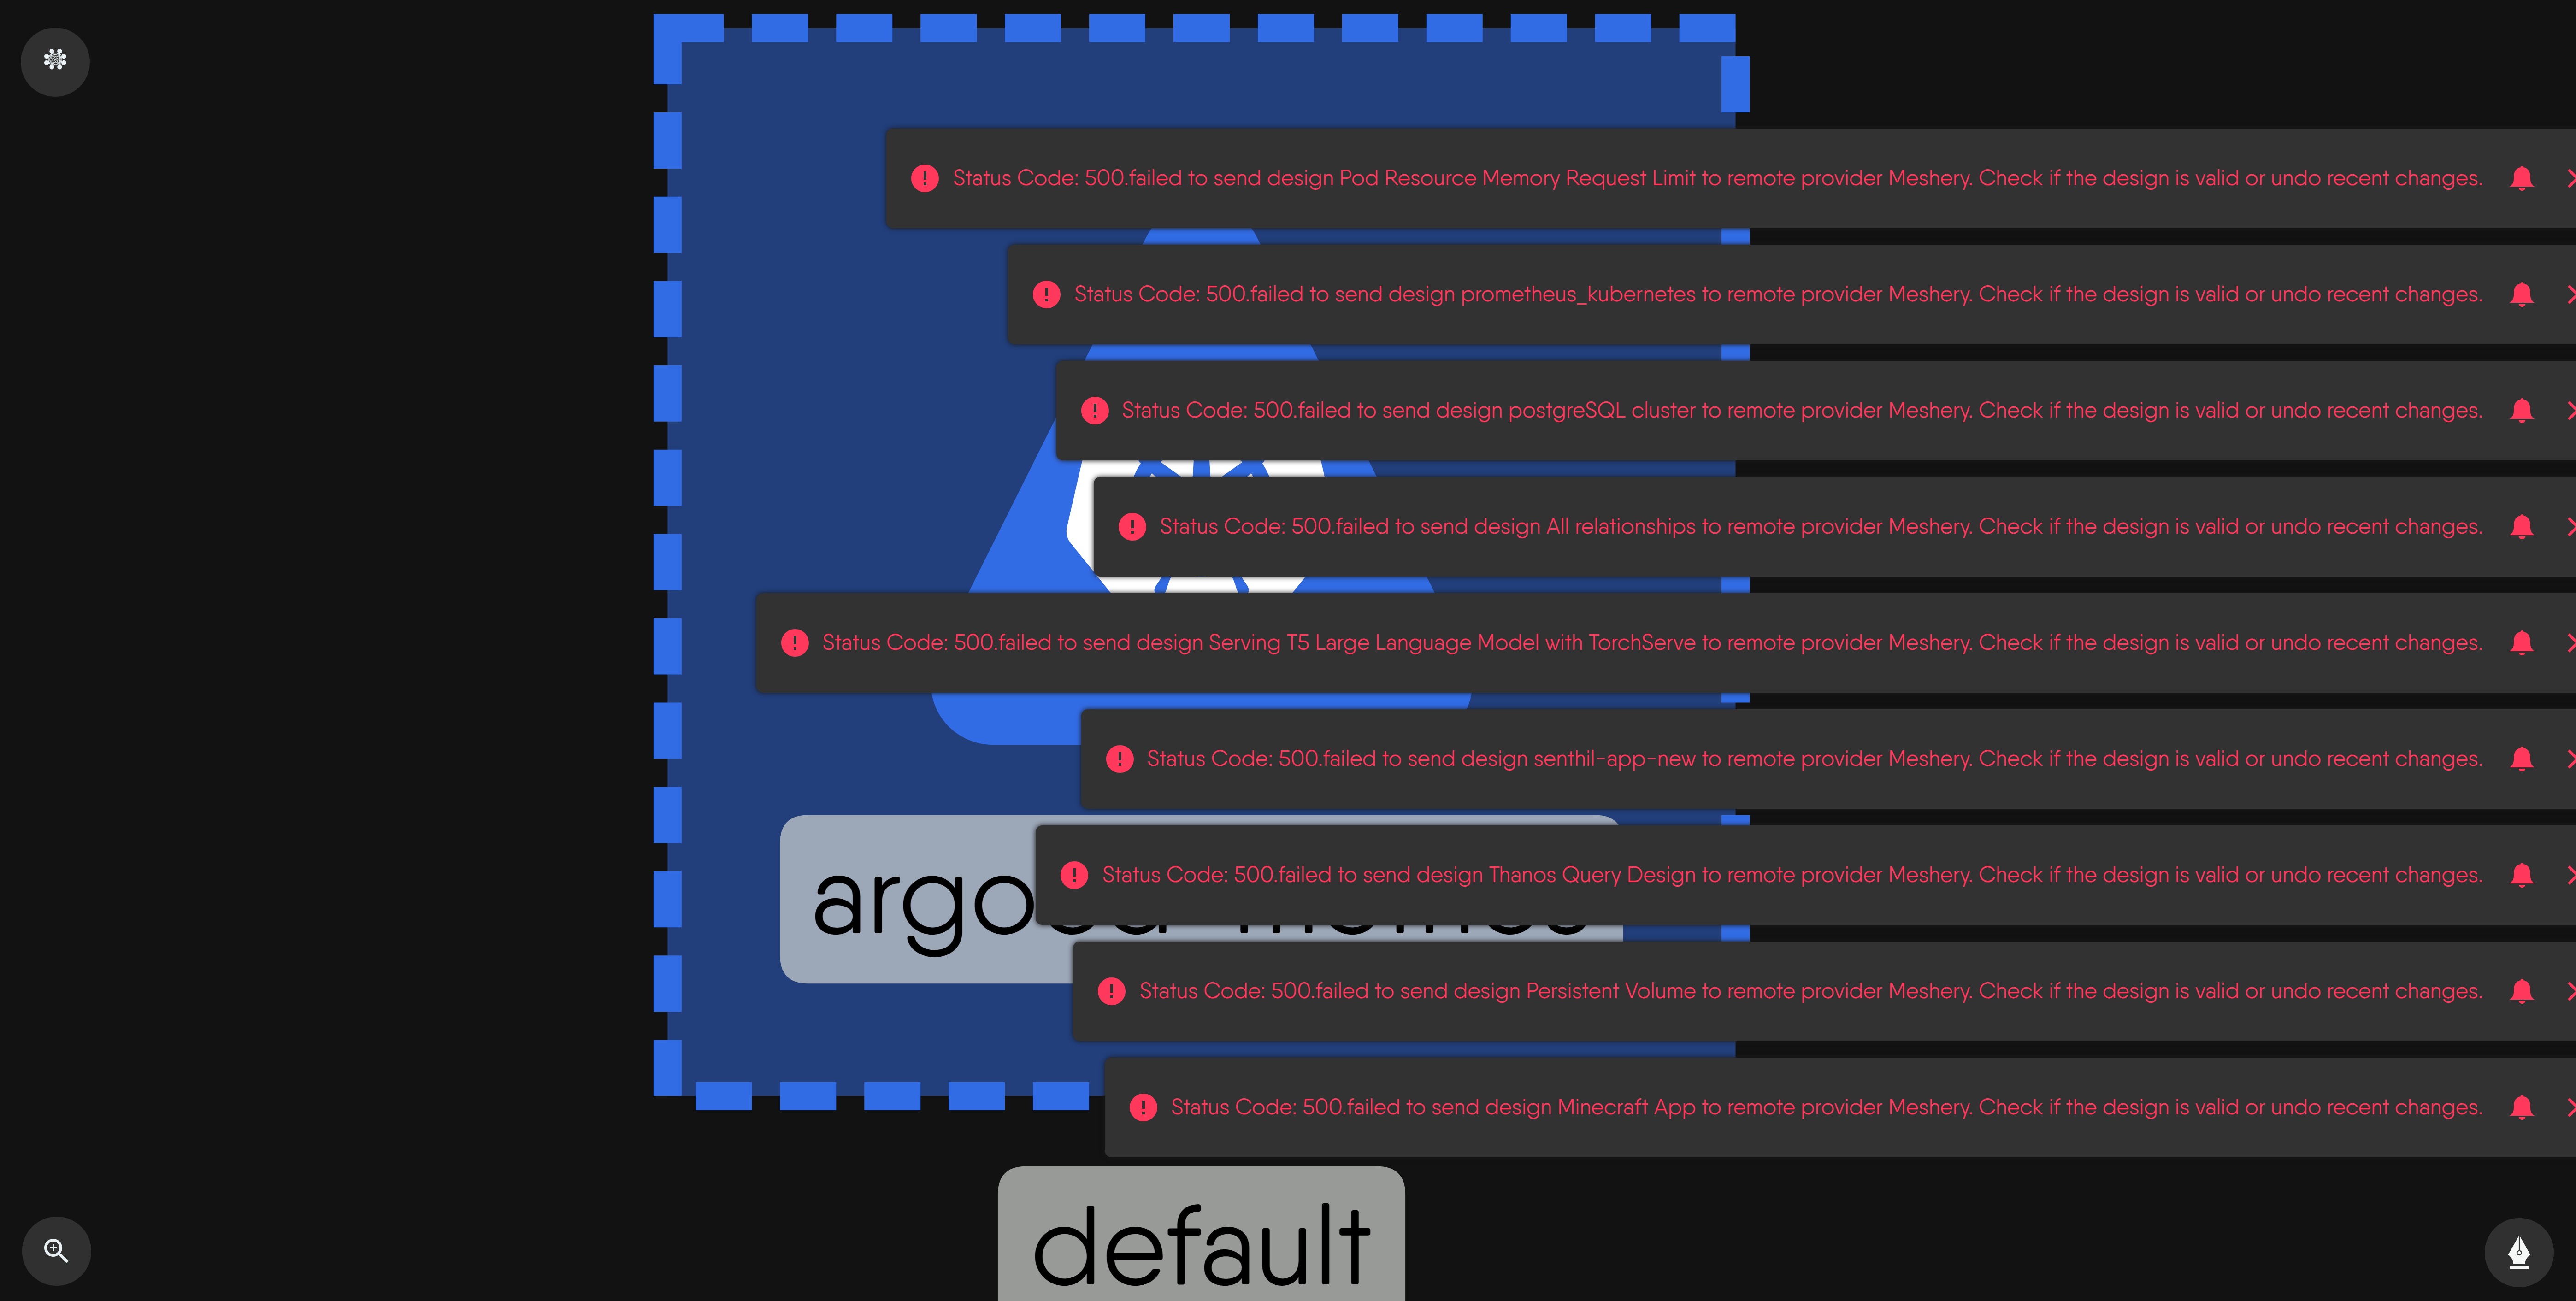 Status Code: 500.failed to send design Pod Resource Memory Request Limit to remote provider Meshery. Check if the design is valid or undo recent changes.
Status Code: 500.failed to send design prometheus_kubernetes to remote provider Meshery. Check if the design is valid or undo recent changes.
Status Code: 500.failed to send design postgreSQL cluster to remote provider Meshery. Check if the design is valid or undo recent changes.
Status Code: 500.failed to send design All relationships to remote provider Meshery. Check if the design is valid or undo recent changes.
Status Code: 500.failed to send design Serving T5 Large Language Model with TorchServe to remote provider Meshery. Check if the design is valid or undo recent changes.
Status Code: 500.failed to send design senthil-app-new to remote provider Meshery. Check if the design is valid or undo recent changes.
Status Code: 500.failed to send design Thanos Query Design to remote provider Meshery. Check if the design is valid or undo recent changes.
Status Code: 500.failed to send design Persistent Volume to remote provider Meshery. Check if the design is valid or undo recent changes.
Status Code: 500.failed to send design Minecraft App to remote provider Meshery. Check if the design is valid or undo recent changes.
default